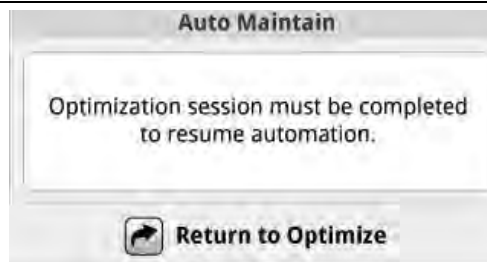 Auto Maintain
Optimization session must be completed
to resume automation.
Return to Optimize